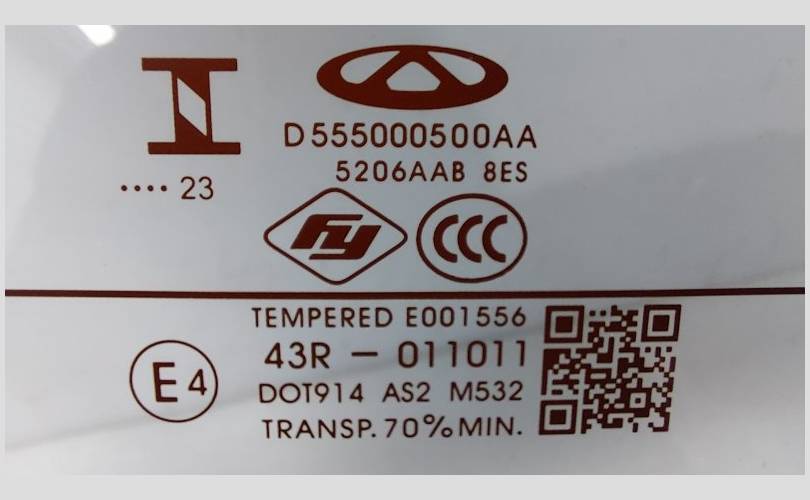 D555000500AA
5206AAB 8ES
.... 23
FY
CCC
TEMPERED E001556
43R - 011011
E4
DOT914 AS2 M532
TRANSP. 70% MIN.